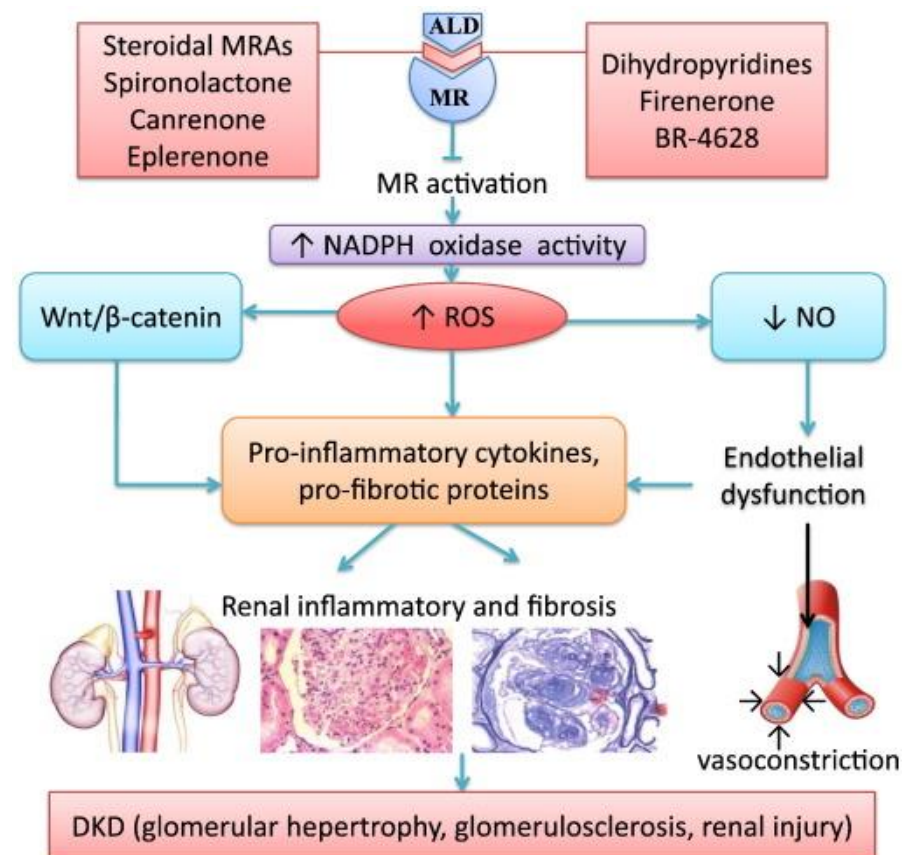 ALD
MR
Steroidal MRAs
Spironolactone
Canrenone
Eplerenone
Dihydropyridines
Firenerone
BR-4628
MR activation
↑ NADPH oxidase activity
Wnt/β-catenin
↑ ROS
↓ NO
Pro-inflammatory cytokines,
pro-fibrotic proteins
Endothelial
dysfunction
Renal inflammatory and fibrosis
vasoconstriction
DKD (glomerular hepertrophy, glomerulosclerosis, renal injury)